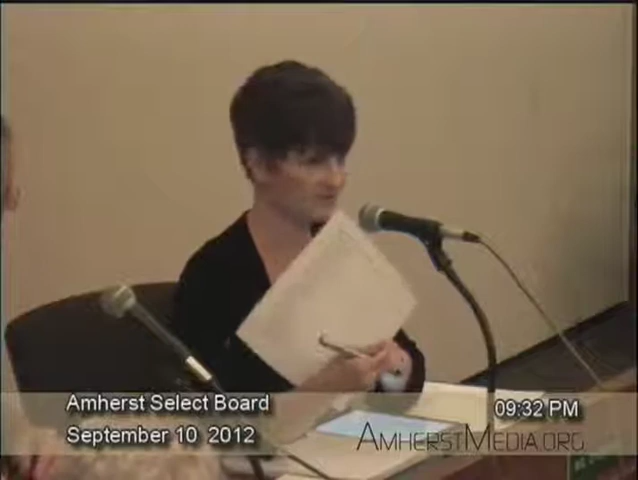 Amherst Select Board
09:32 PM
September 10, 2012
AMHERSTMEDIA.ORG